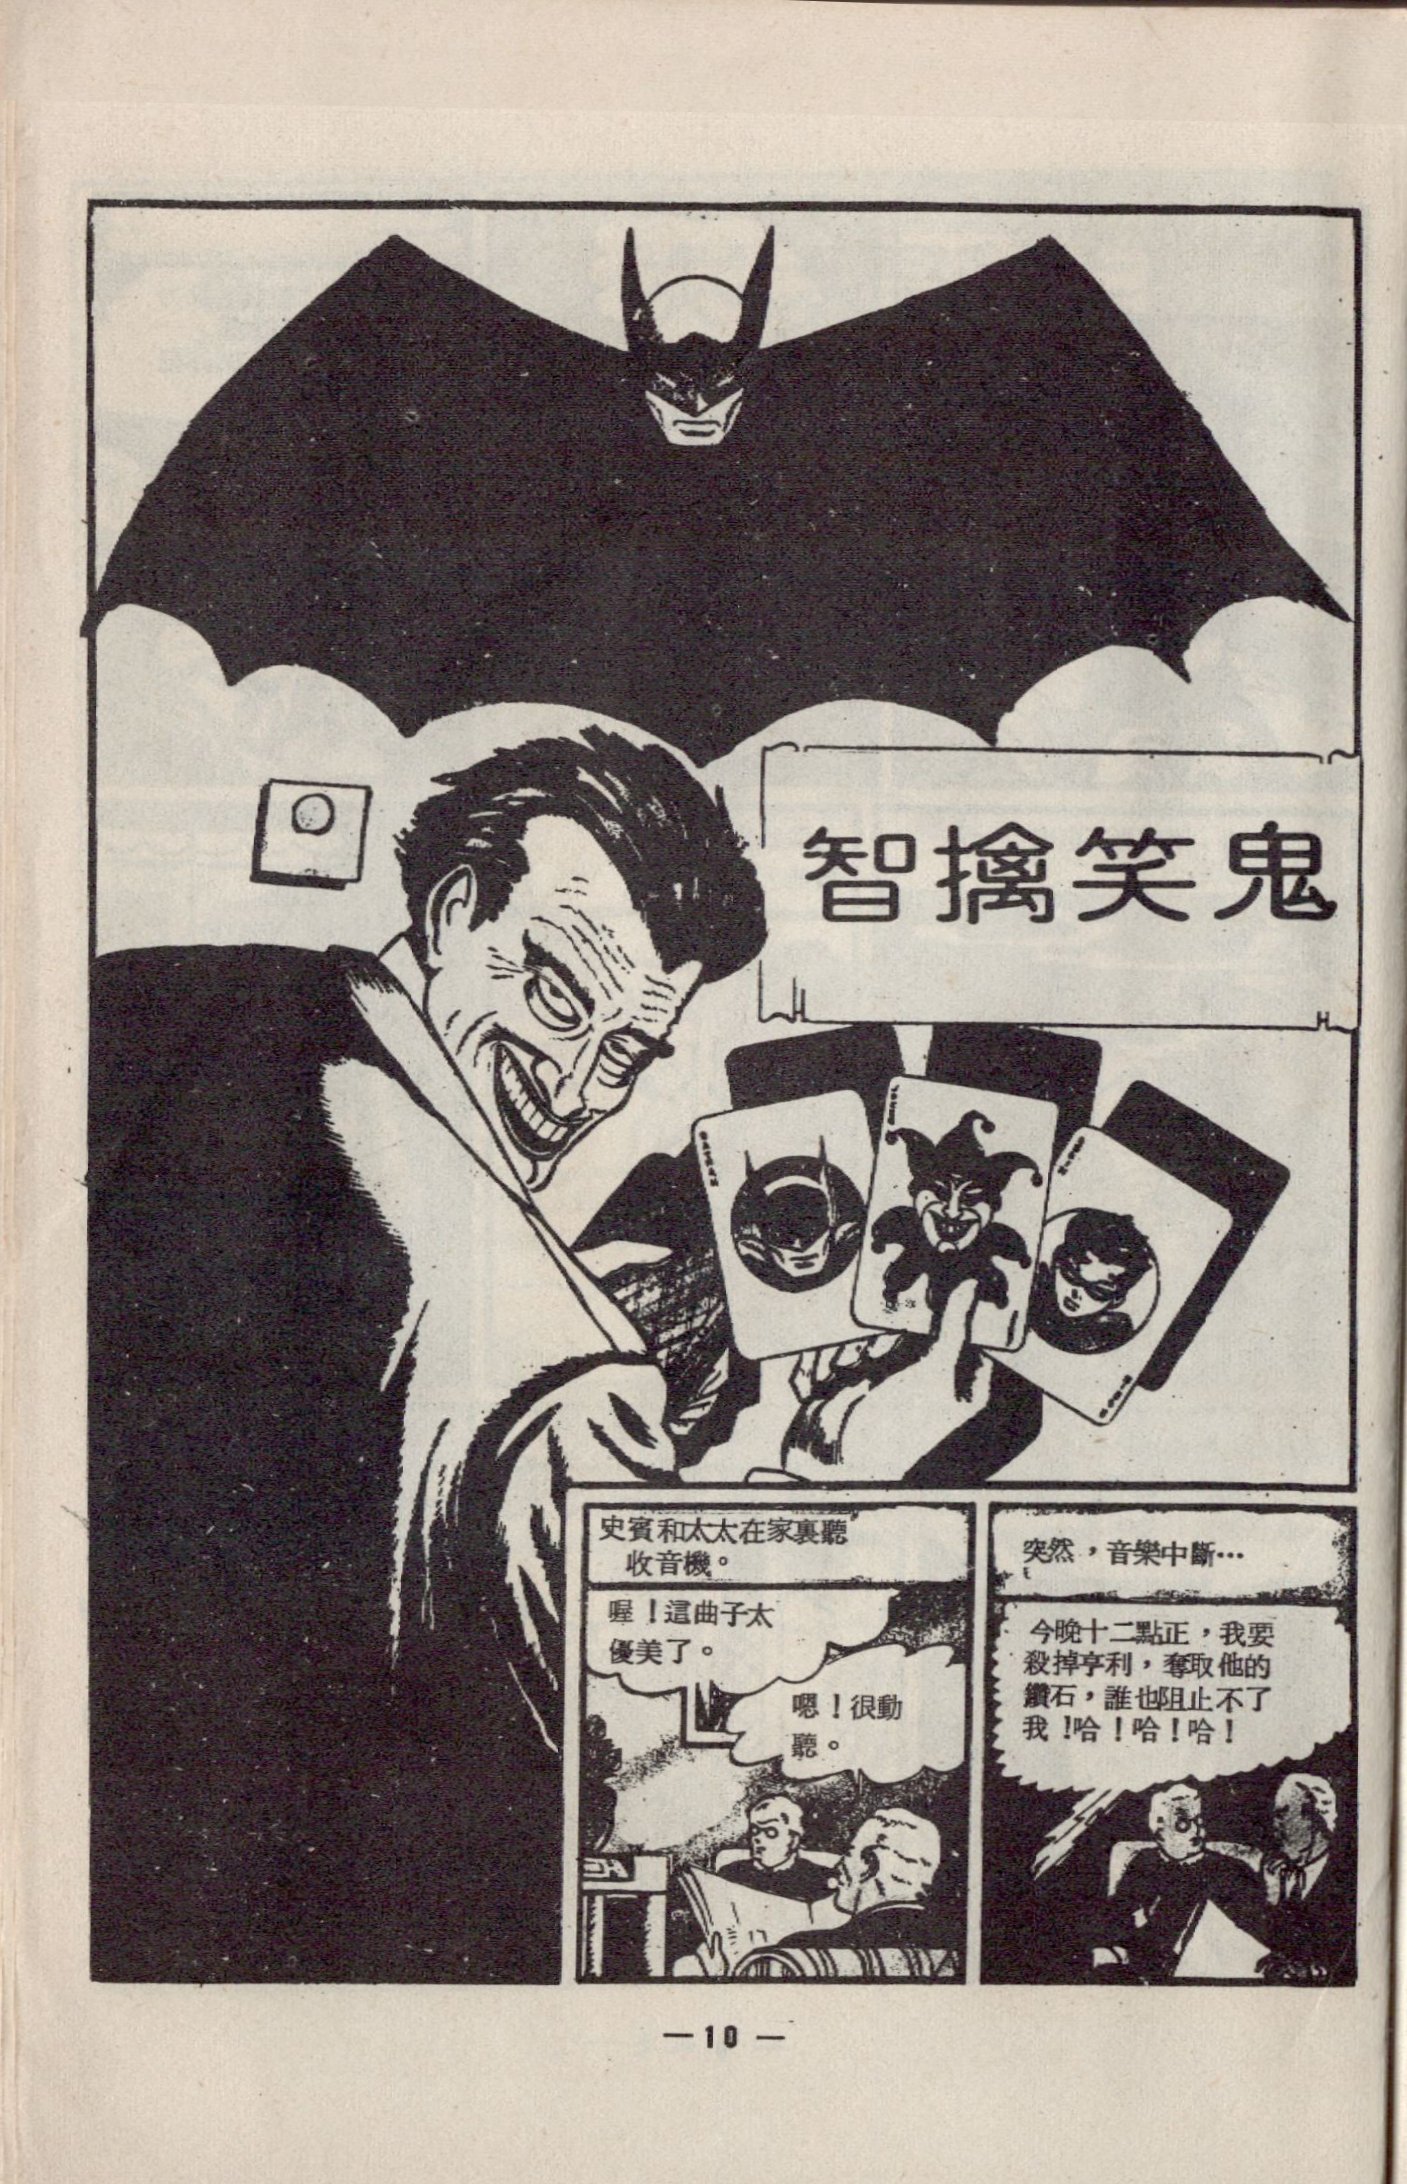 智擒笑鬼
BATMAN
JOKER
ROBIN
史賓和太太在家裏聽
收音機。
喔！這曲子太
優美了。
嗯！很動
聽。
突然，音樂中斷…
今晚十二點正，我要
殺掉亨利，奪取他的
鑽石，誰也阻止不了
我！哈！哈！哈！
— 10 —